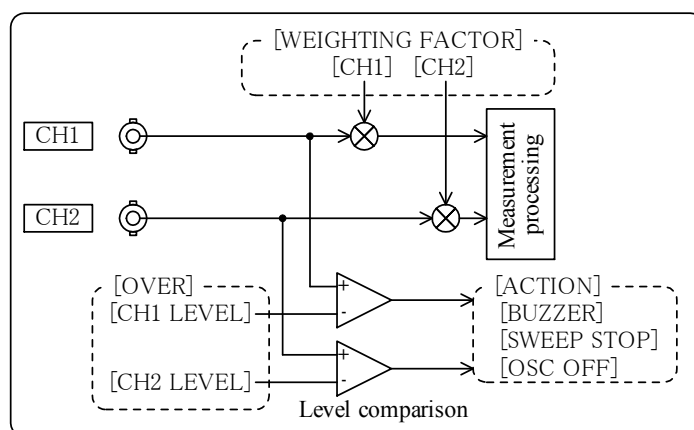 [WEIGHTING FACTOR]
[CH1] [CH2]
CH1
CH2
Measurement
processing
[OVER]
[CH1 LEVEL]
[CH2 LEVEL]
+
-
+
-
[ACTION]
[BUZZER]
[SWEEP STOP]
[OSC OFF]
Level comparison